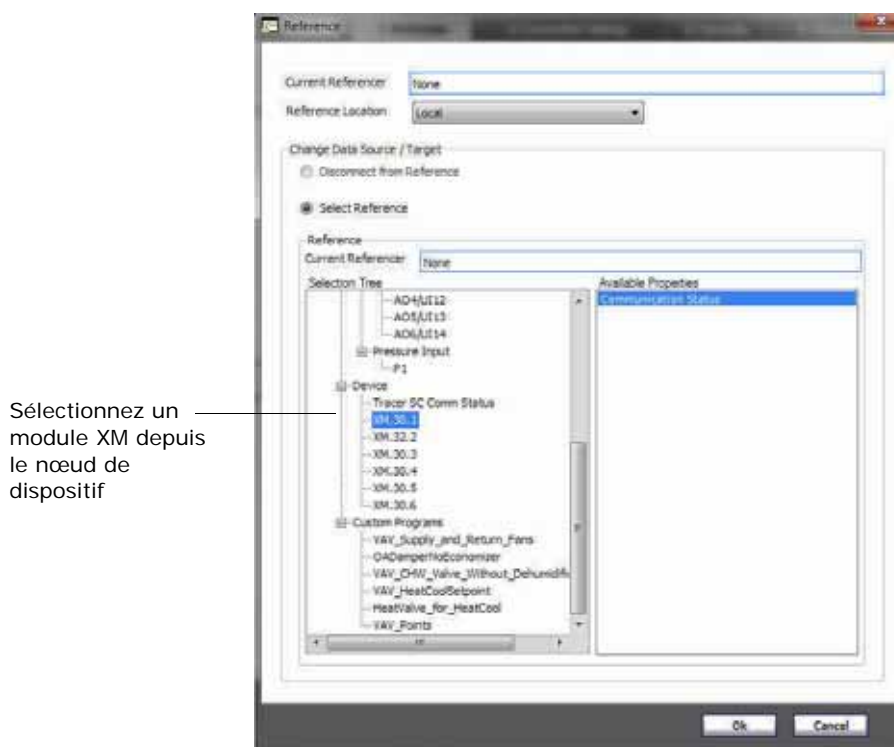 Reference
Current Referencer None
Reference Location Local
Change Data Source / Target
Disconnect from Reference
Select Reference
Reference
Current Referencer None
Selection Tree
Available Properties
AO4/UI12
AO5/UI13
AO6/UI14
Pressure Input
P1
Device
Tracer SC Comm Status
XM.30.1
XM.32.2
XM.30.3
XM.30.4
XM.30.5
XM.30.6
Custom Programs
VAV_Supply_and_Return_Fans
OADamperNoEconomizer
VAV_CHW_Valve_Without_Dehumidifi
VAV_HeatCoolSetpoint
HeatValve_for_HeatCool
VAV_Points
Communication Status
Sélectionnez un
module XM depuis
le nœud de
dispositif
Ok
Cancel